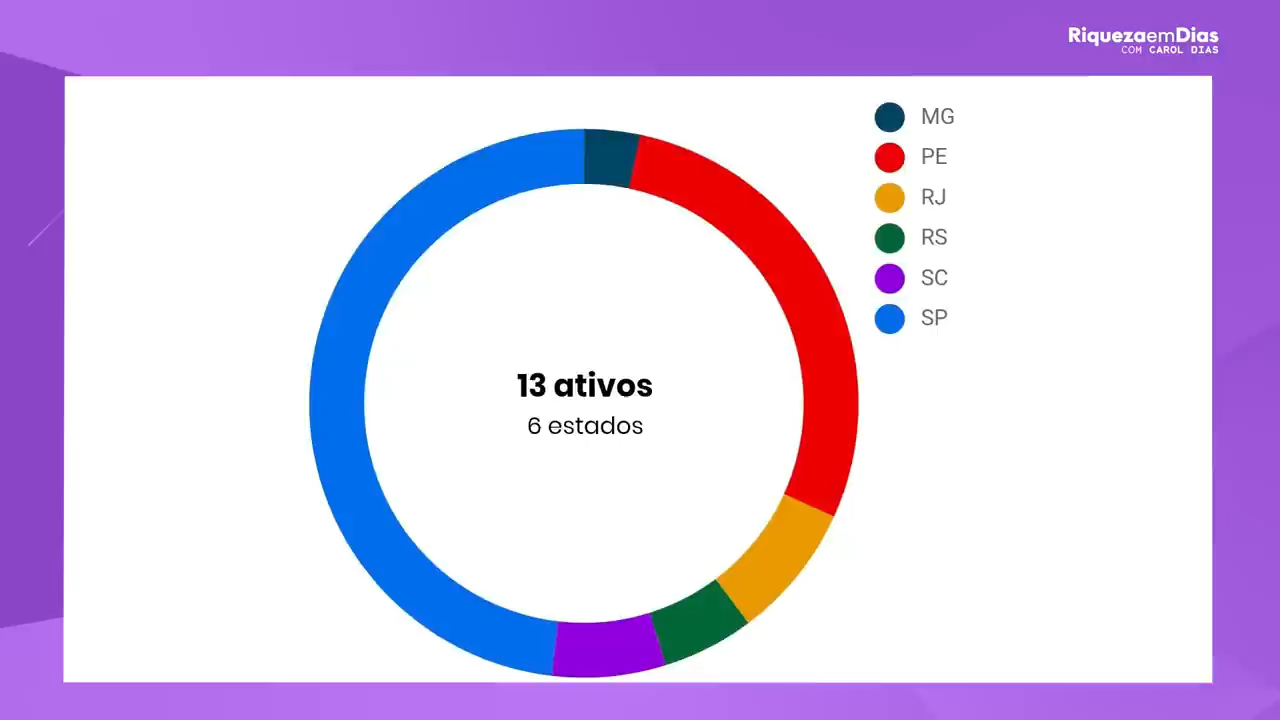 RiquezaemDias
COM CAROL DIAS
MG
PE
RJ
RS
SC
SP
13 ativos
6 estados